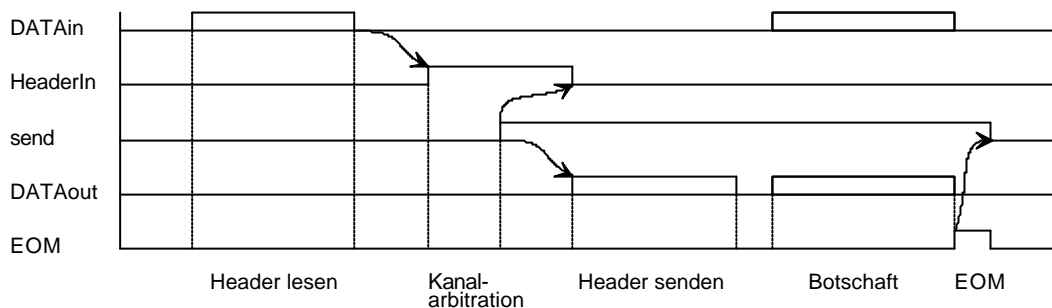 DATAin
HeaderIn
send
DATAout
EOM
Header lesen
Kanal-
arbitration
Header senden
Botschaft
EOM